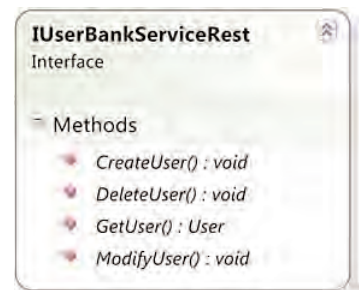 IUserBankServiceRest
Interface
Methods
CreateUser() : void
DeleteUser() : void
GetUser() : User
ModifyUser() : void